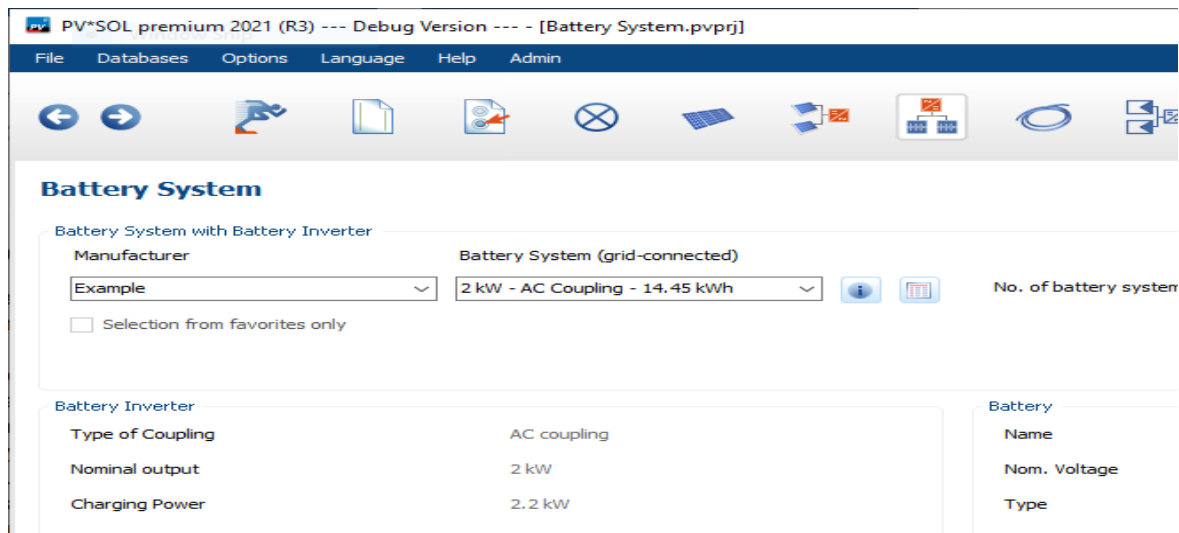 PV*SOL premium 2021 (R3) --- Debug Version --- - [Battery System.pvprj]
File Databases Options Language Help Admin
Battery System
Battery System with Battery Inverter
Manufacturer Battery System (grid-connected)
Example 2 kW - AC Coupling - 14.45 kWh No. of battery system
Selection from favorites only
Battery Inverter Battery
Type of Coupling AC coupling Name
Nominal output 2 kW Nom. Voltage
Charging Power 2.2 kW Type